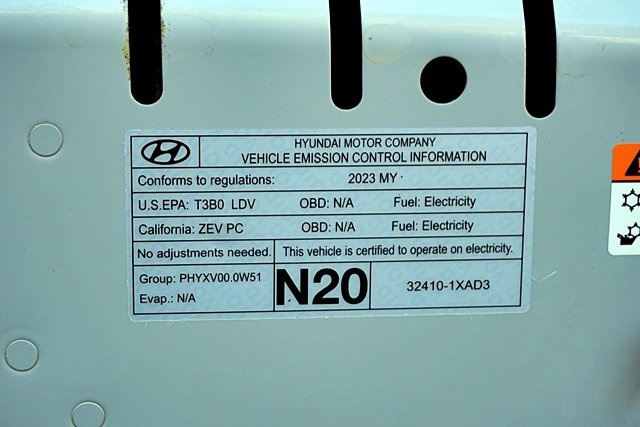 HYUNDAI MOTOR COMPANY
VEHICLE EMISSION CONTROL INFORMATION
Conforms to regulations: 2023 MY
U.S.EPA: T3B0 LDV OBD: N/A Fuel: Electricity
California: ZEV PC OBD: N/A Fuel: Electricity
No adjustments needed. This vehicle is certified to operate on electricity.
Group: PHYXV00.0W51
Evap.: N/A
N20
32410-1XAD3